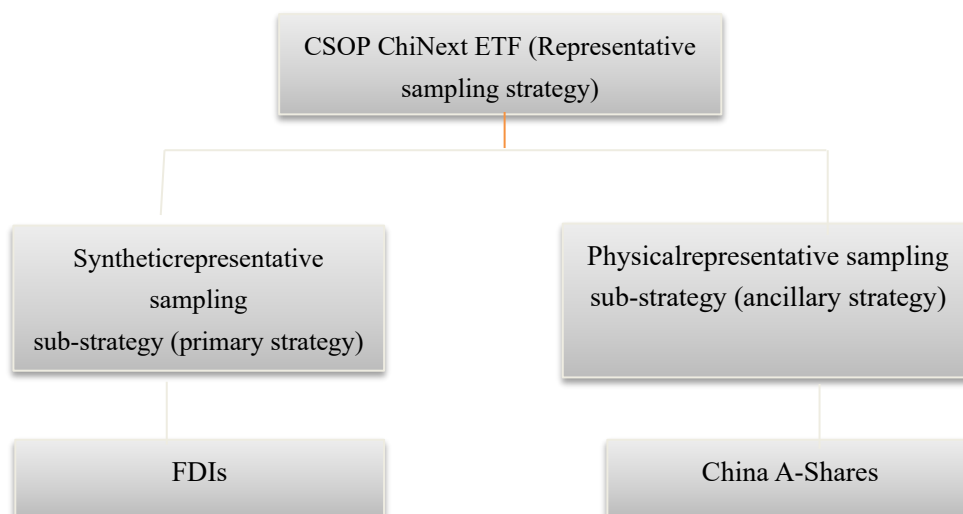 CSOP ChiNext ETF (Representative
sampling strategy)
Syntheticrepresentative
sampling
sub-strategy (primary strategy)
Physicalrepresentative sampling
sub-strategy (ancillary strategy)
FDIs
China A-Shares